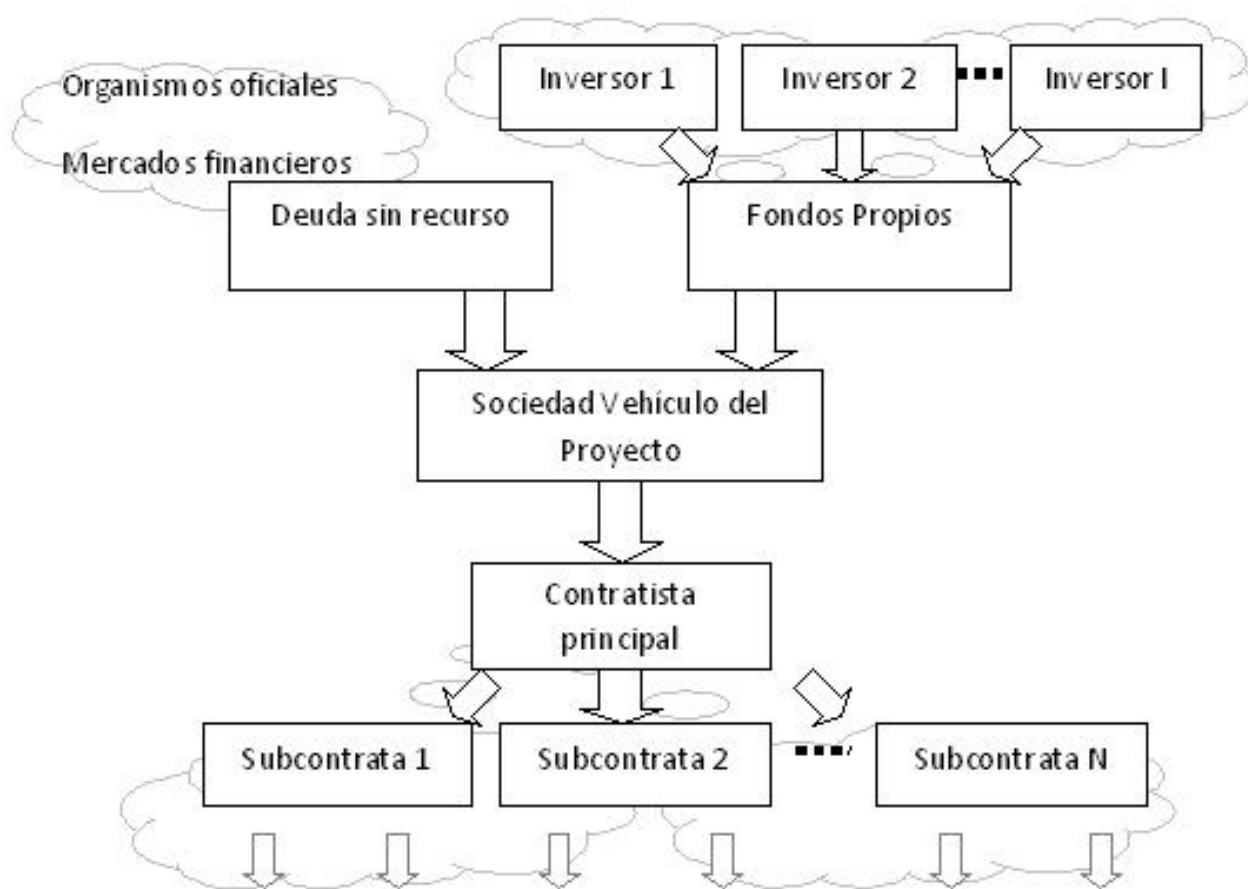 Organismos oficiales
Mercados financieros
Inversor 1
Inversor 2
Inversor I
Deuda sin recurso
Fondos Propios
Sociedad Vehículo del
Proyecto
Contratista
principal
Subcontrata 1
Subcontrata 2
Subcontrata N